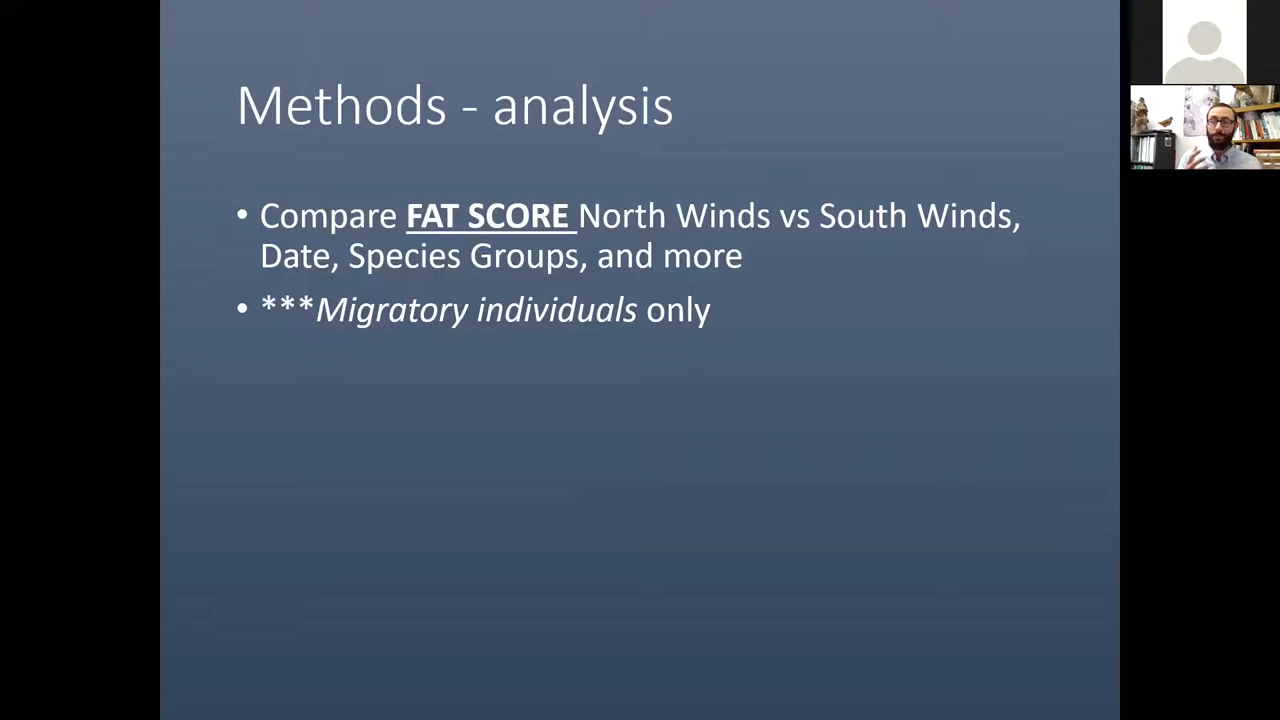 Methods - analysis
• Compare FAT SCORE North Winds vs South Winds,
Date, Species Groups, and more
• ***Migratory individuals only